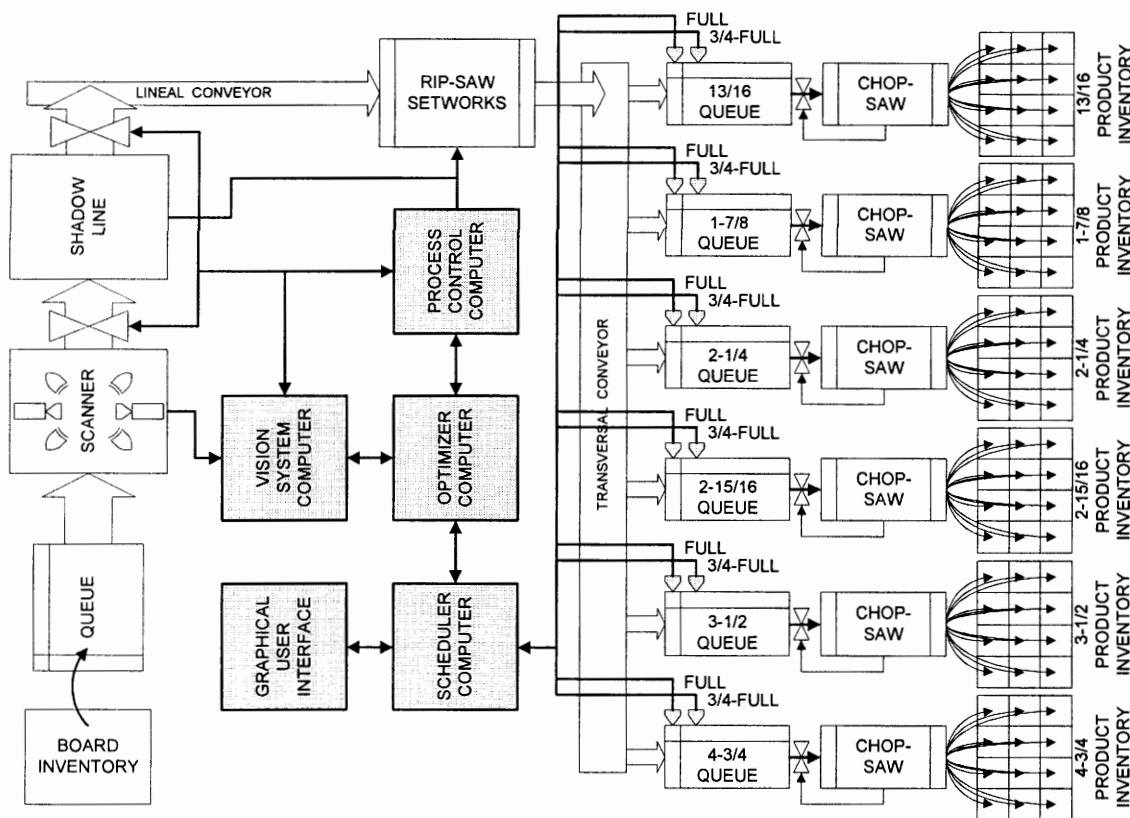 FULL
3/4-FULL
LINEAL CONVEYOR
RIP-SAW
SETWORKS
13/16
QUEUE
CHOP-
SAW
13/16
PRODUCT
INVENTORY
SHADOW
LINE
FULL
3/4-FULL
1-7/8
QUEUE
CHOP-
SAW
1-7/8
PRODUCT
INVENTORY
PROCESS
CONTROL
COMPUTER
FULL
3/4-FULL
2-1/4
QUEUE
CHOP-
SAW
2-1/4
PRODUCT
INVENTORY
SCANNER
VISION
SYSTEM
COMPUTER
OPTIMIZER
COMPUTER
TRANSVERSAL CONVEYOR
FULL
3/4-FULL
2-15/16
QUEUE
CHOP-
SAW
2-15/16
PRODUCT
INVENTORY
QUEUE
GRAPHICAL
USER
INTERFACE
SCHEDULER
COMPUTER
FULL
3/4-FULL
3-1/2
QUEUE
CHOP-
SAW
3-1/2
PRODUCT
INVENTORY
BOARD
INVENTORY
FULL
3/4-FULL
4-3/4
QUEUE
CHOP-
SAW
4-3/4
PRODUCT
INVENTORY